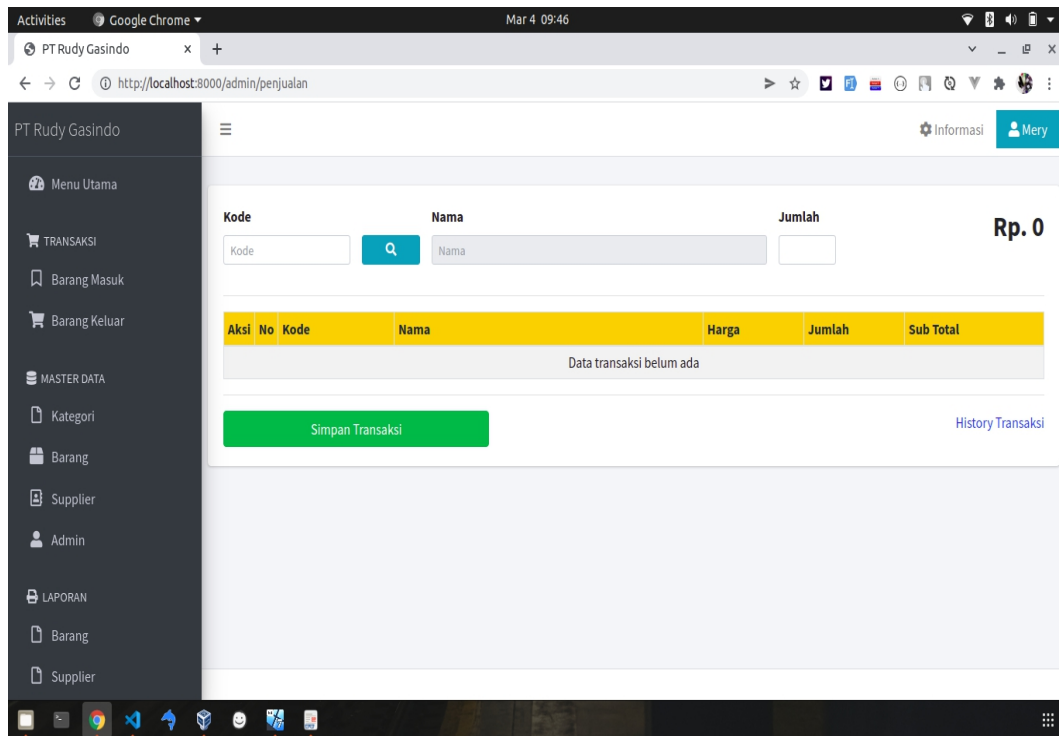 Activities Google Chrome Mar 4 09:46
PT Rudy Gasindo
http://localhost:8000/admin/penjualan
PT Rudy Gasindo
Informasi Mery
Menu Utama
TRANSAKSI
Barang Masuk
Barang Keluar
MASTER DATA
Kategori
Barang
Supplier
Admin
LAPORAN
Barang
Supplier
Kode Nama Jumlah Rp. 0
Kode Nama
Aksi No Kode Nama Harga Jumlah Sub Total
Data transaksi belum ada
Simpan Transaksi History Transaksi